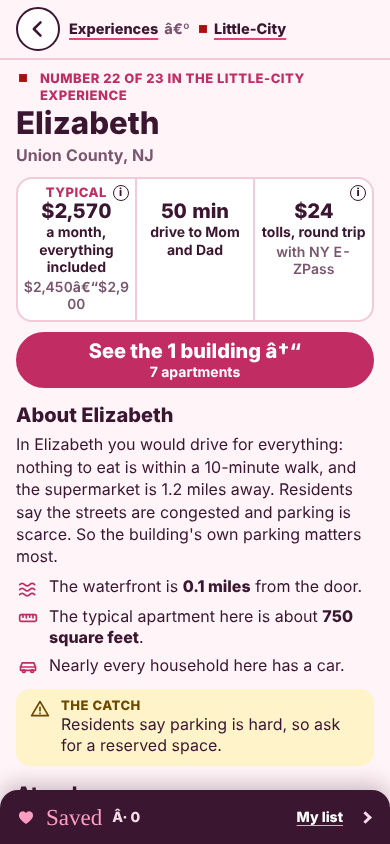 Experiences â€º Little-City
NUMBER 22 OF 23 IN THE LITTLE-CITY
EXPERIENCE
Elizabeth
Union County, NJ
TYPICAL i
$2,570
a month,
everything
included
$2,450â€“$2,9
00
50 min
drive to Mom
and Dad
i
$24
tolls, round trip
with NY E-
ZPass
See the 1 building â†“
7 apartments
About Elizabeth
In Elizabeth you would drive for everything:
nothing to eat is within a 10-minute walk, and
the supermarket is 1.2 miles away. Residents
say the streets are congested and parking is
scarce. So the building's own parking matters
most.
The waterfront is 0.1 miles from the door.
The typical apartment here is about 750
square feet.
Nearly every household here has a car.
THE CATCH
Residents say parking is hard, so ask
for a reserved space.
Saved Â· 0 My list